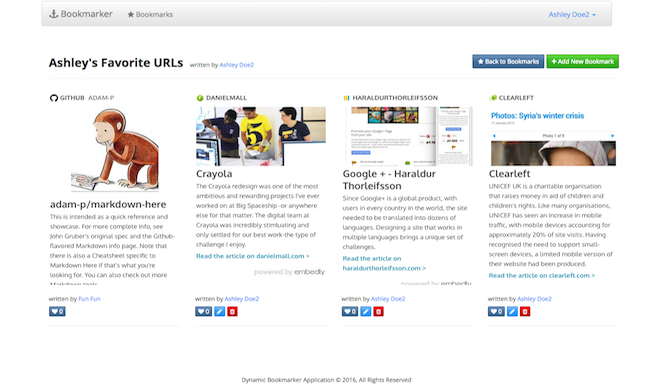 Bookmarker Bookmarks Ashley Doe2
Ashley's Favorite URLs written by Ashley Doe2 Back to Bookmarks Add New Bookmark
GITHUB ADAM-P
adam-p/markdown-here
This is intended as a quick reference and
showcase. For more complete info, see
John Gruber's original spec and the Github-
flavored Markdown info page. Note that
there is also a Cheatsheet specific to
Markdown Here if that's what you're
looking for. You can also check out more
Markdown tools.
written by Fun Fun
0
DANIELMALL
Crayola
The Crayola redesign was one of the most
ambitious and rewarding projects I've ever
worked on at Big Spaceship -or anywhere
else for that matter. The digital team at
Crayola was incredibly stimulating and
only settled for our best work-the type of
challenge I enjoy.
Read the article on danielmall.com >
powered by embedly
written by Ashley Doe2
0
HARALDURTHORLEIFSSON
Google + - Haraldur
Thorleifsson
Since Google+ is a global product, with
users in every country in the world, the site
needed to be translated into dozens of
languages. Designing a site that works in
multiple languages brings a unique set of
challenges.
Read the article on
haraldurthorleifsson.com >
powered by embedly
written by Ashley Doe2
0
CLEARLEFT
Photos: Syria's winter crisis
Photo 1 of 9
Clearleft
UNICEF UK is a charitable organisation
that raises money in aid of children and
children's rights. Like many organisations,
UNICEF has seen an increase in mobile
traffic, with mobile devices accounting for
approximately 20% of site visits. Having
recognised the need to support small-
screen devices, a limited mobile version of
their website had been produced.
Read the article on clearleft.com >
written by Ashley Doe2
0
Dynamic Bookmarker Application © 2016, All Rights Reserved